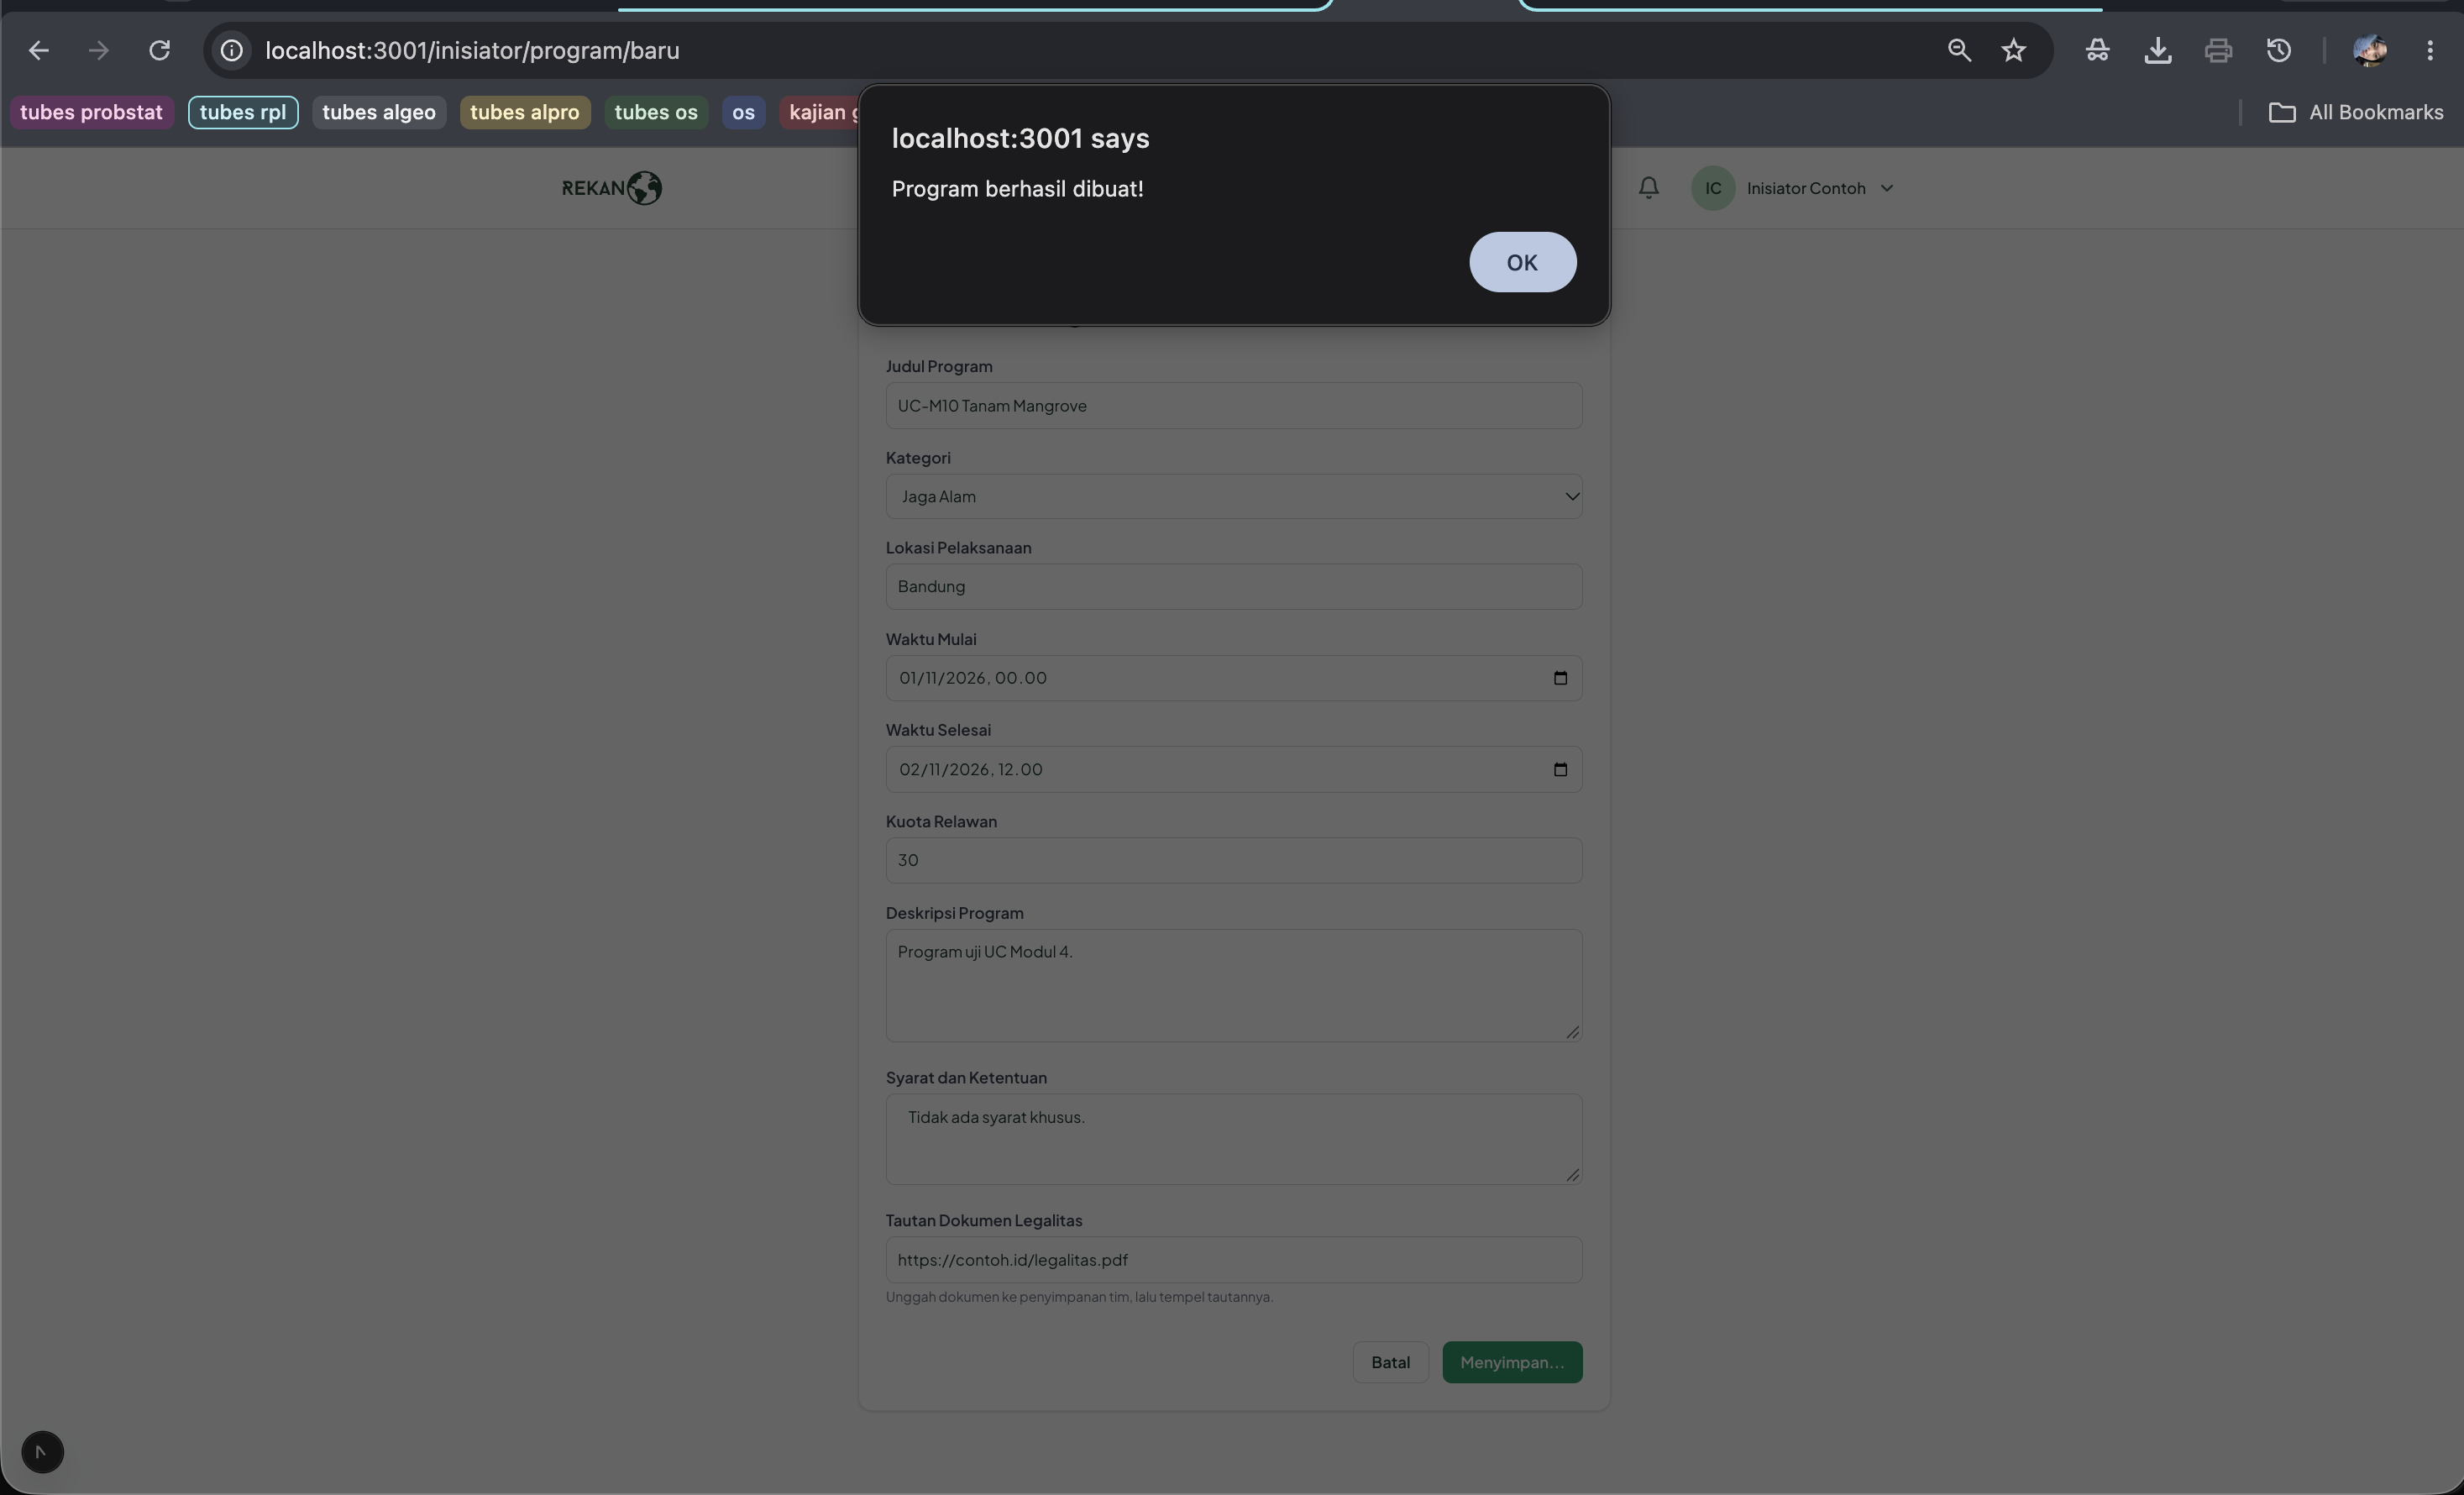 localhost:3001/inisiator/program/baru
tubes probstat
tubes rpl
tubes algeo
tubes alpro
tubes os
os
kajian
All Bookmarks
localhost:3001 says
Program berhasil dibuat!
OK
REKAN
IC
Inisiator Contoh
Judul Program
UC-M10 Tanam Mangrove
Kategori
Jaga Alam
Lokasi Pelaksanaan
Bandung
Waktu Mulai
01/11/2026, 00.00
Waktu Selesai
02/11/2026, 12.00
Kuota Relawan
30
Deskripsi Program
Program uji UC Modul 4.
Syarat dan Ketentuan
Tidak ada syarat khusus.
Tautan Dokumen Legalitas
https://contoh.id/legalitas.pdf
Unggah dokumen ke penyimpanan tim, lalu tempel tautannya.
Batal
Menyimpan...
N